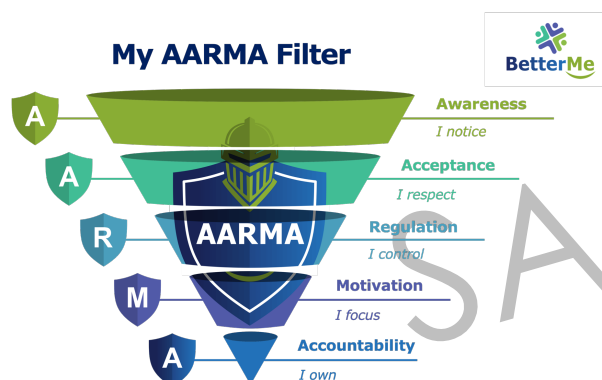 My AARMA Filter
BetterMe
A
Awareness
I notice
A
Acceptance
I respect
R
AARMA
Regulation
I control
M
Motivation
I focus
A
Accountability
I own
SA